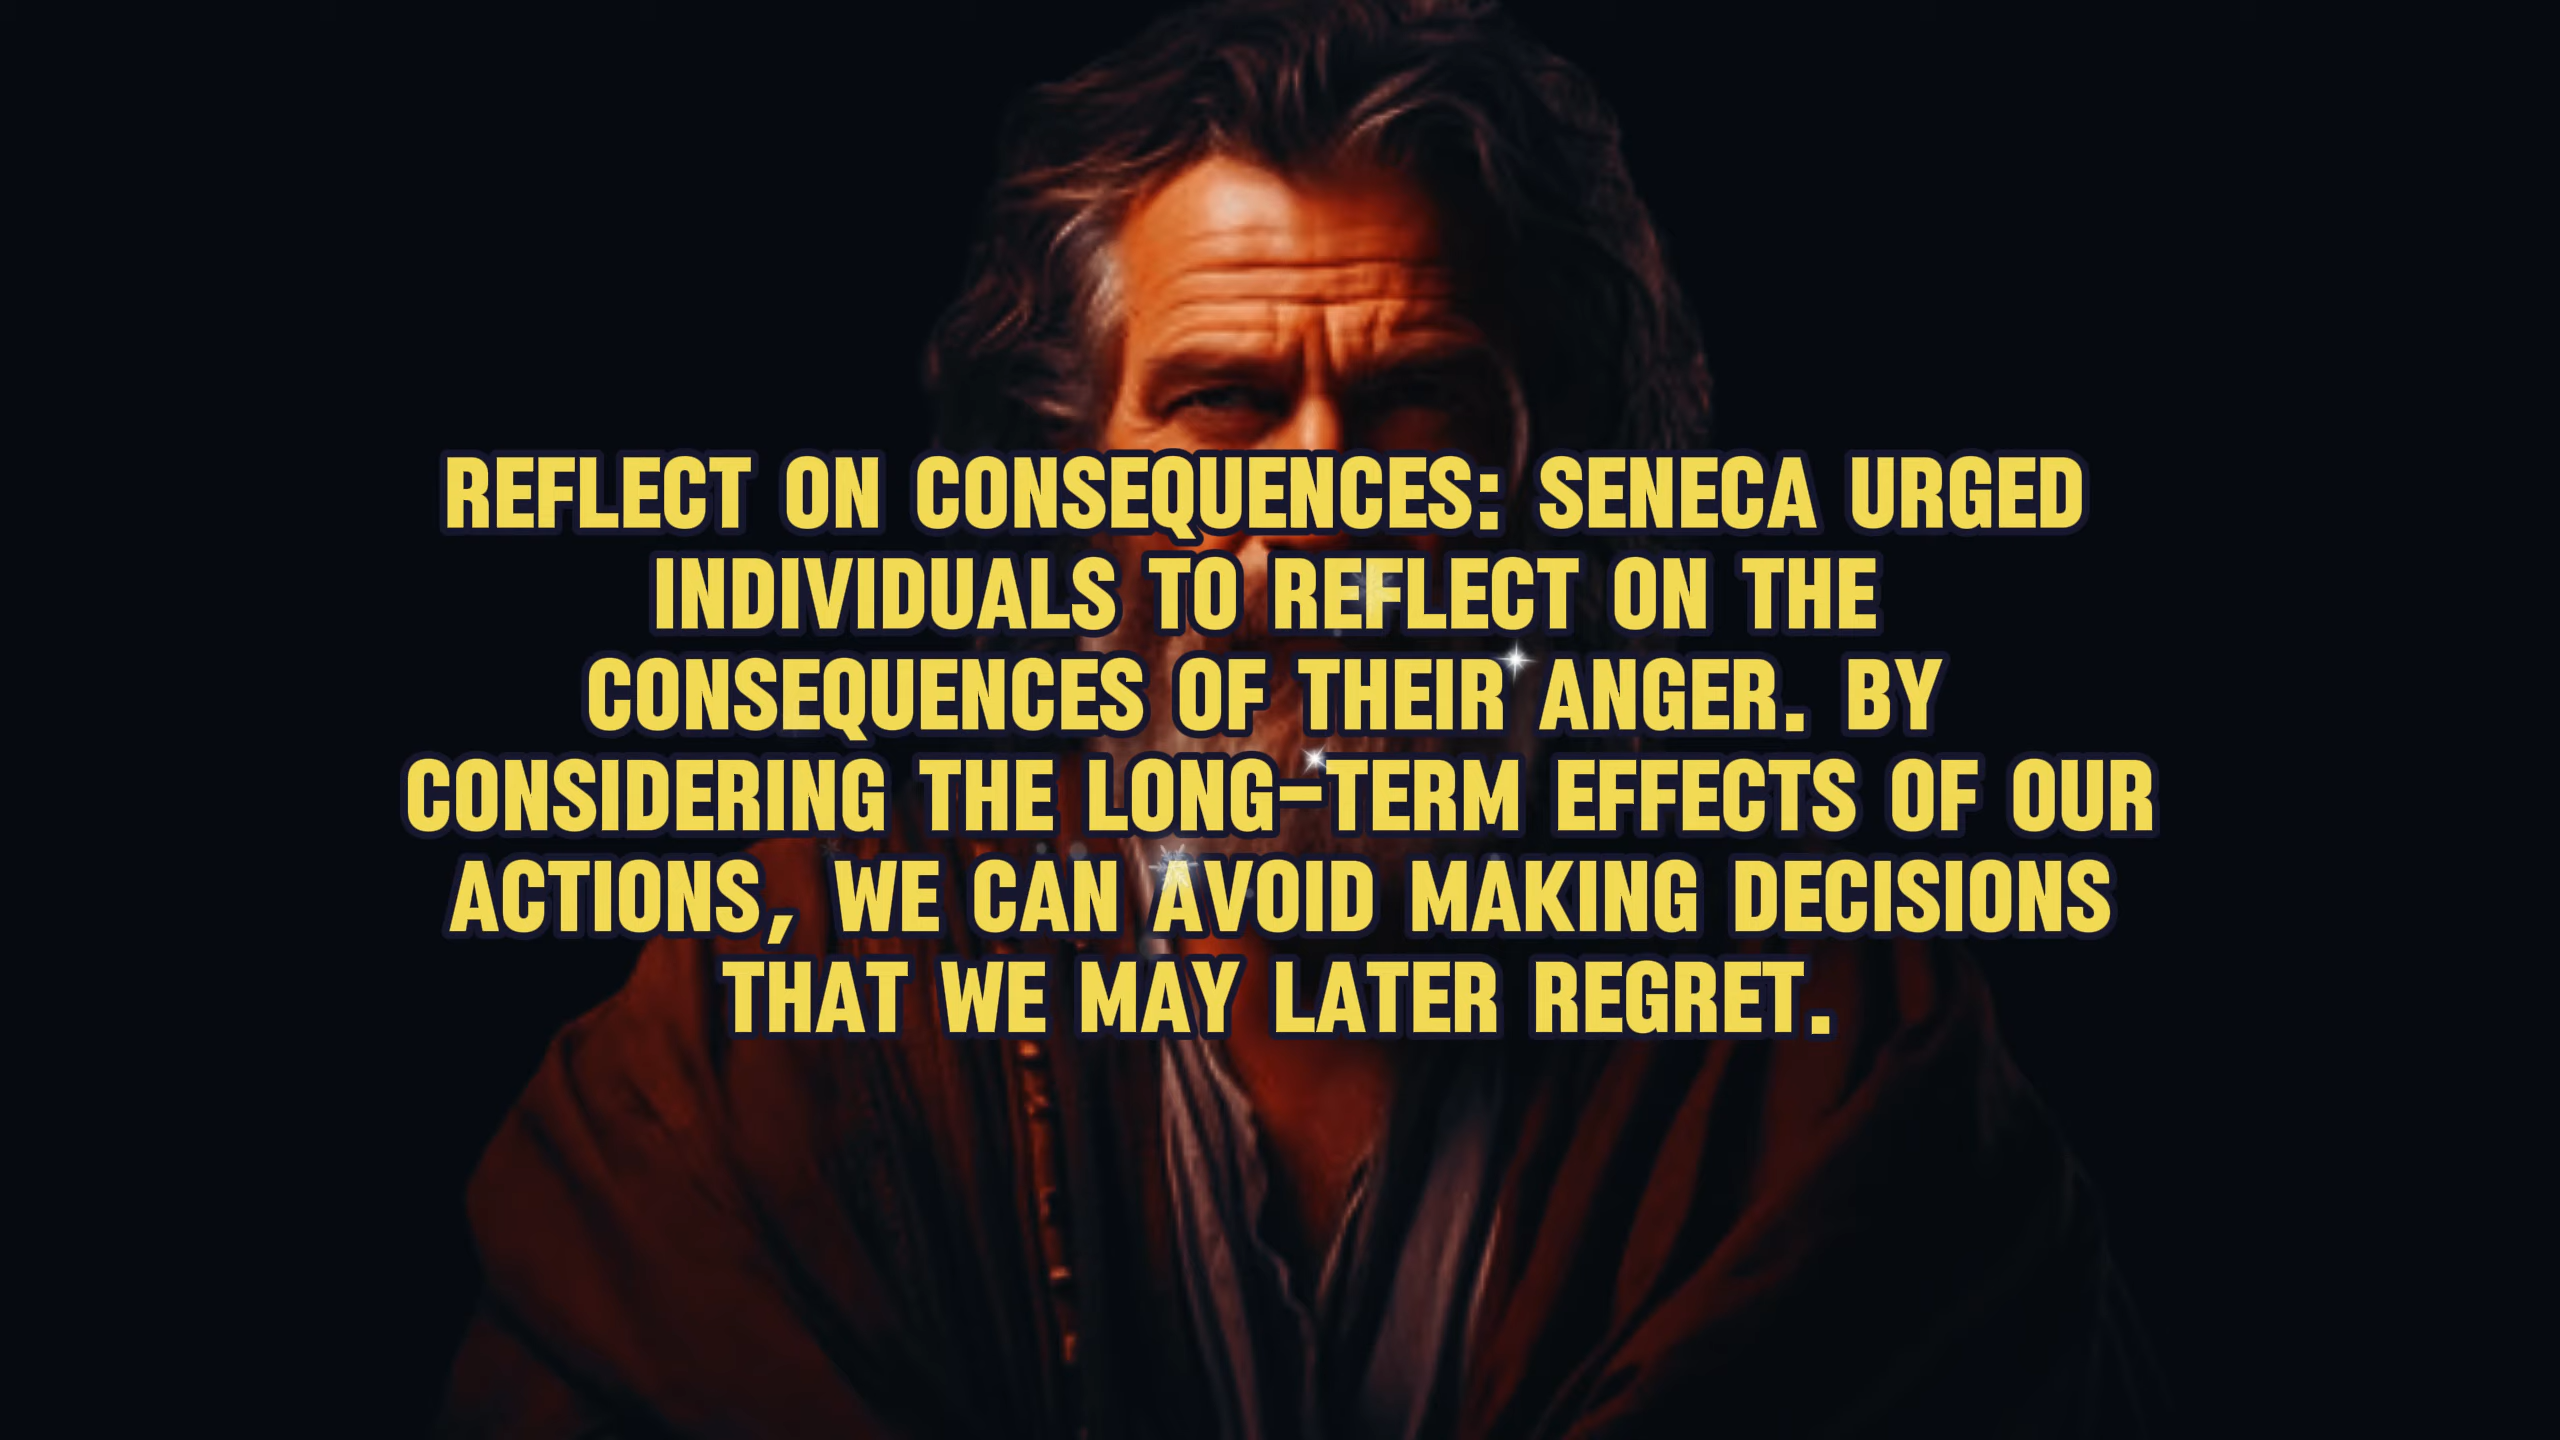 REFLECT ON CONSEQUENCES: SENECA URGED
INDIVIDUALS TO REFLECT ON THE
CONSEQUENCES OF THEIR ANGER. BY
CONSIDERING THE LONG-TERM EFFECTS OF OUR
ACTIONS, WE CAN AVOID MAKING DECISIONS
THAT WE MAY LATER REGRET.